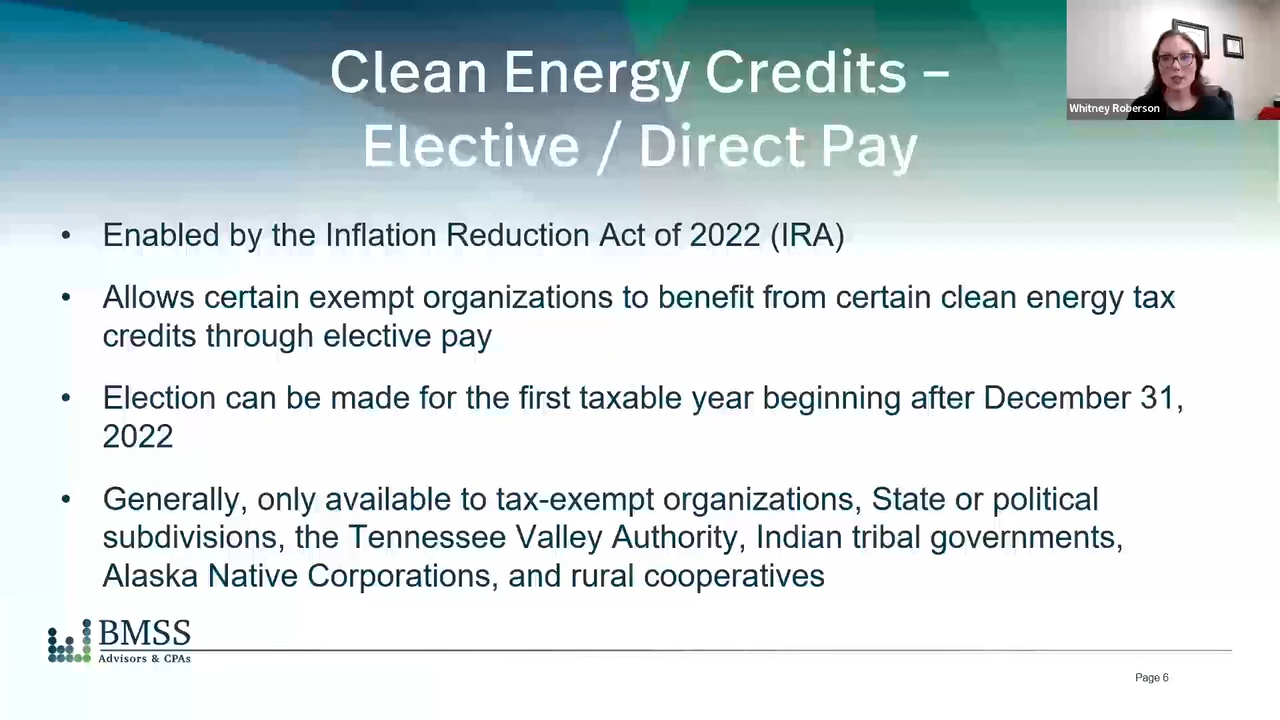 Clean Energy Credits –
Elective / Direct Pay
Whitney Roberson
• Enabled by the Inflation Reduction Act of 2022 (IRA)
• Allows certain exempt organizations to benefit from certain clean energy tax
credits through elective pay
• Election can be made for the first taxable year beginning after December 31,
2022
• Generally, only available to tax-exempt organizations, State or political
subdivisions, the Tennessee Valley Authority, Indian tribal governments,
Alaska Native Corporations, and rural cooperatives
BMSS
Advisors & CPAs
Page 6